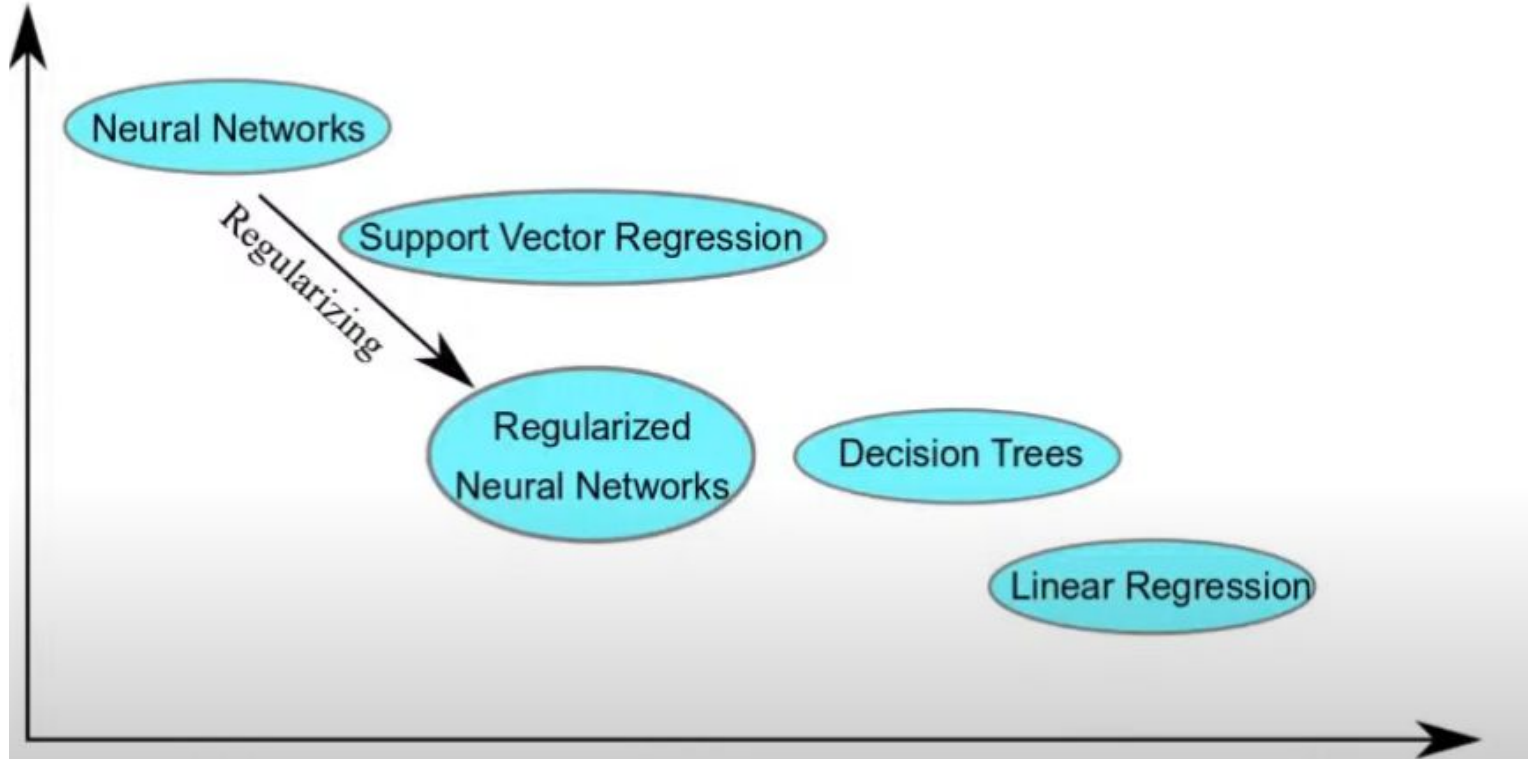 Neural Networks
Support Vector Regression
Regularizing
Regularized
Neural Networks
Decision Trees
Linear Regression